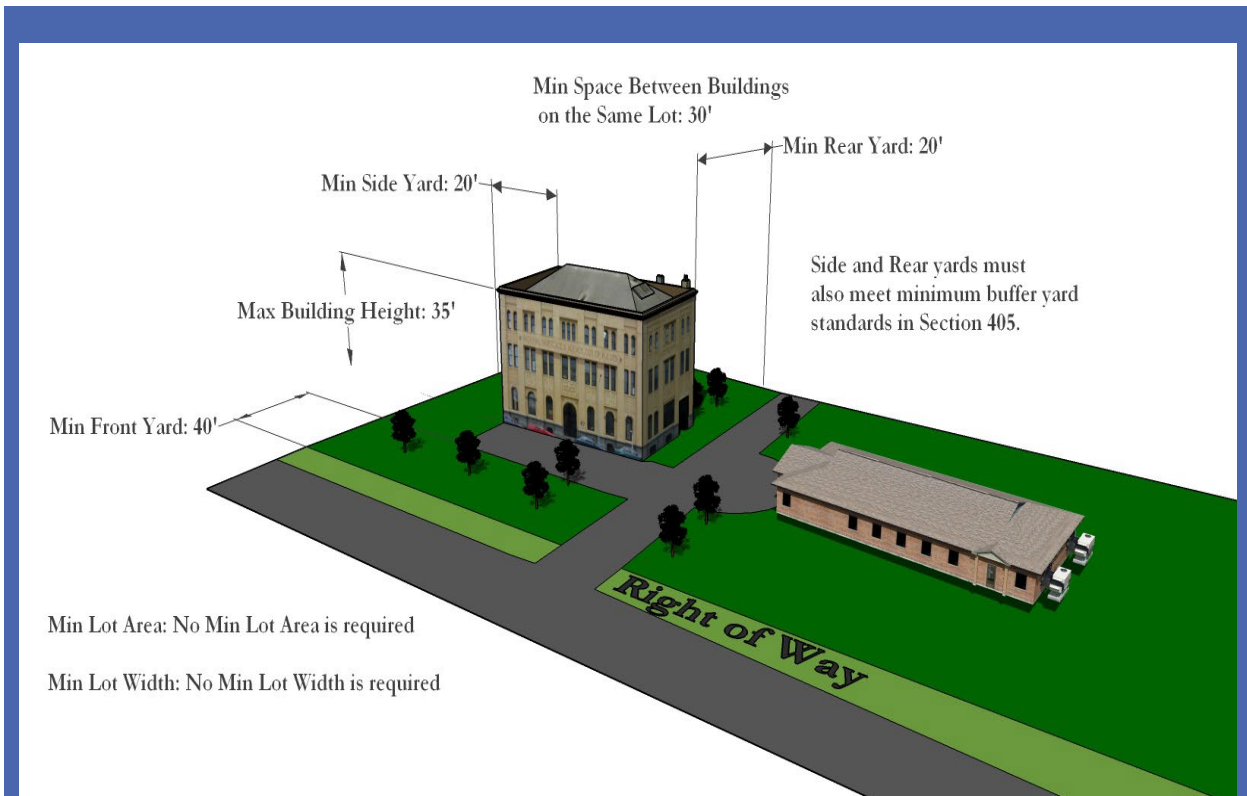 Min Space Between Buildings
on the Same Lot: 30'
Min Rear Yard: 20'
Min Side Yard: 20'
Side and Rear yards must
also meet minimum buffer yard
standards in Section 405.
Max Building Height: 35'
Min Front Yard: 40'
Right of Way
Min Lot Area: No Min Lot Area is required
Min Lot Width: No Min Lot Width is required